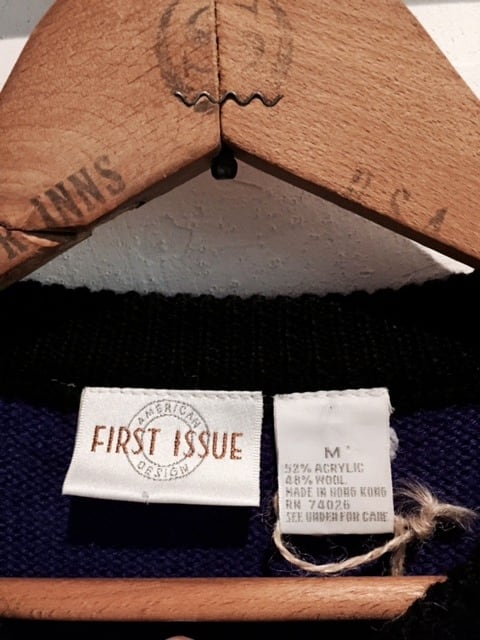 K INNS
U.S.A.
AMERICAN
FIRST ISSUE
DESIGN
M
52% ACRYLIC
48% WOOL
MADE IN HONG KONG
RN 74026
SEE UNDER FOR CARE